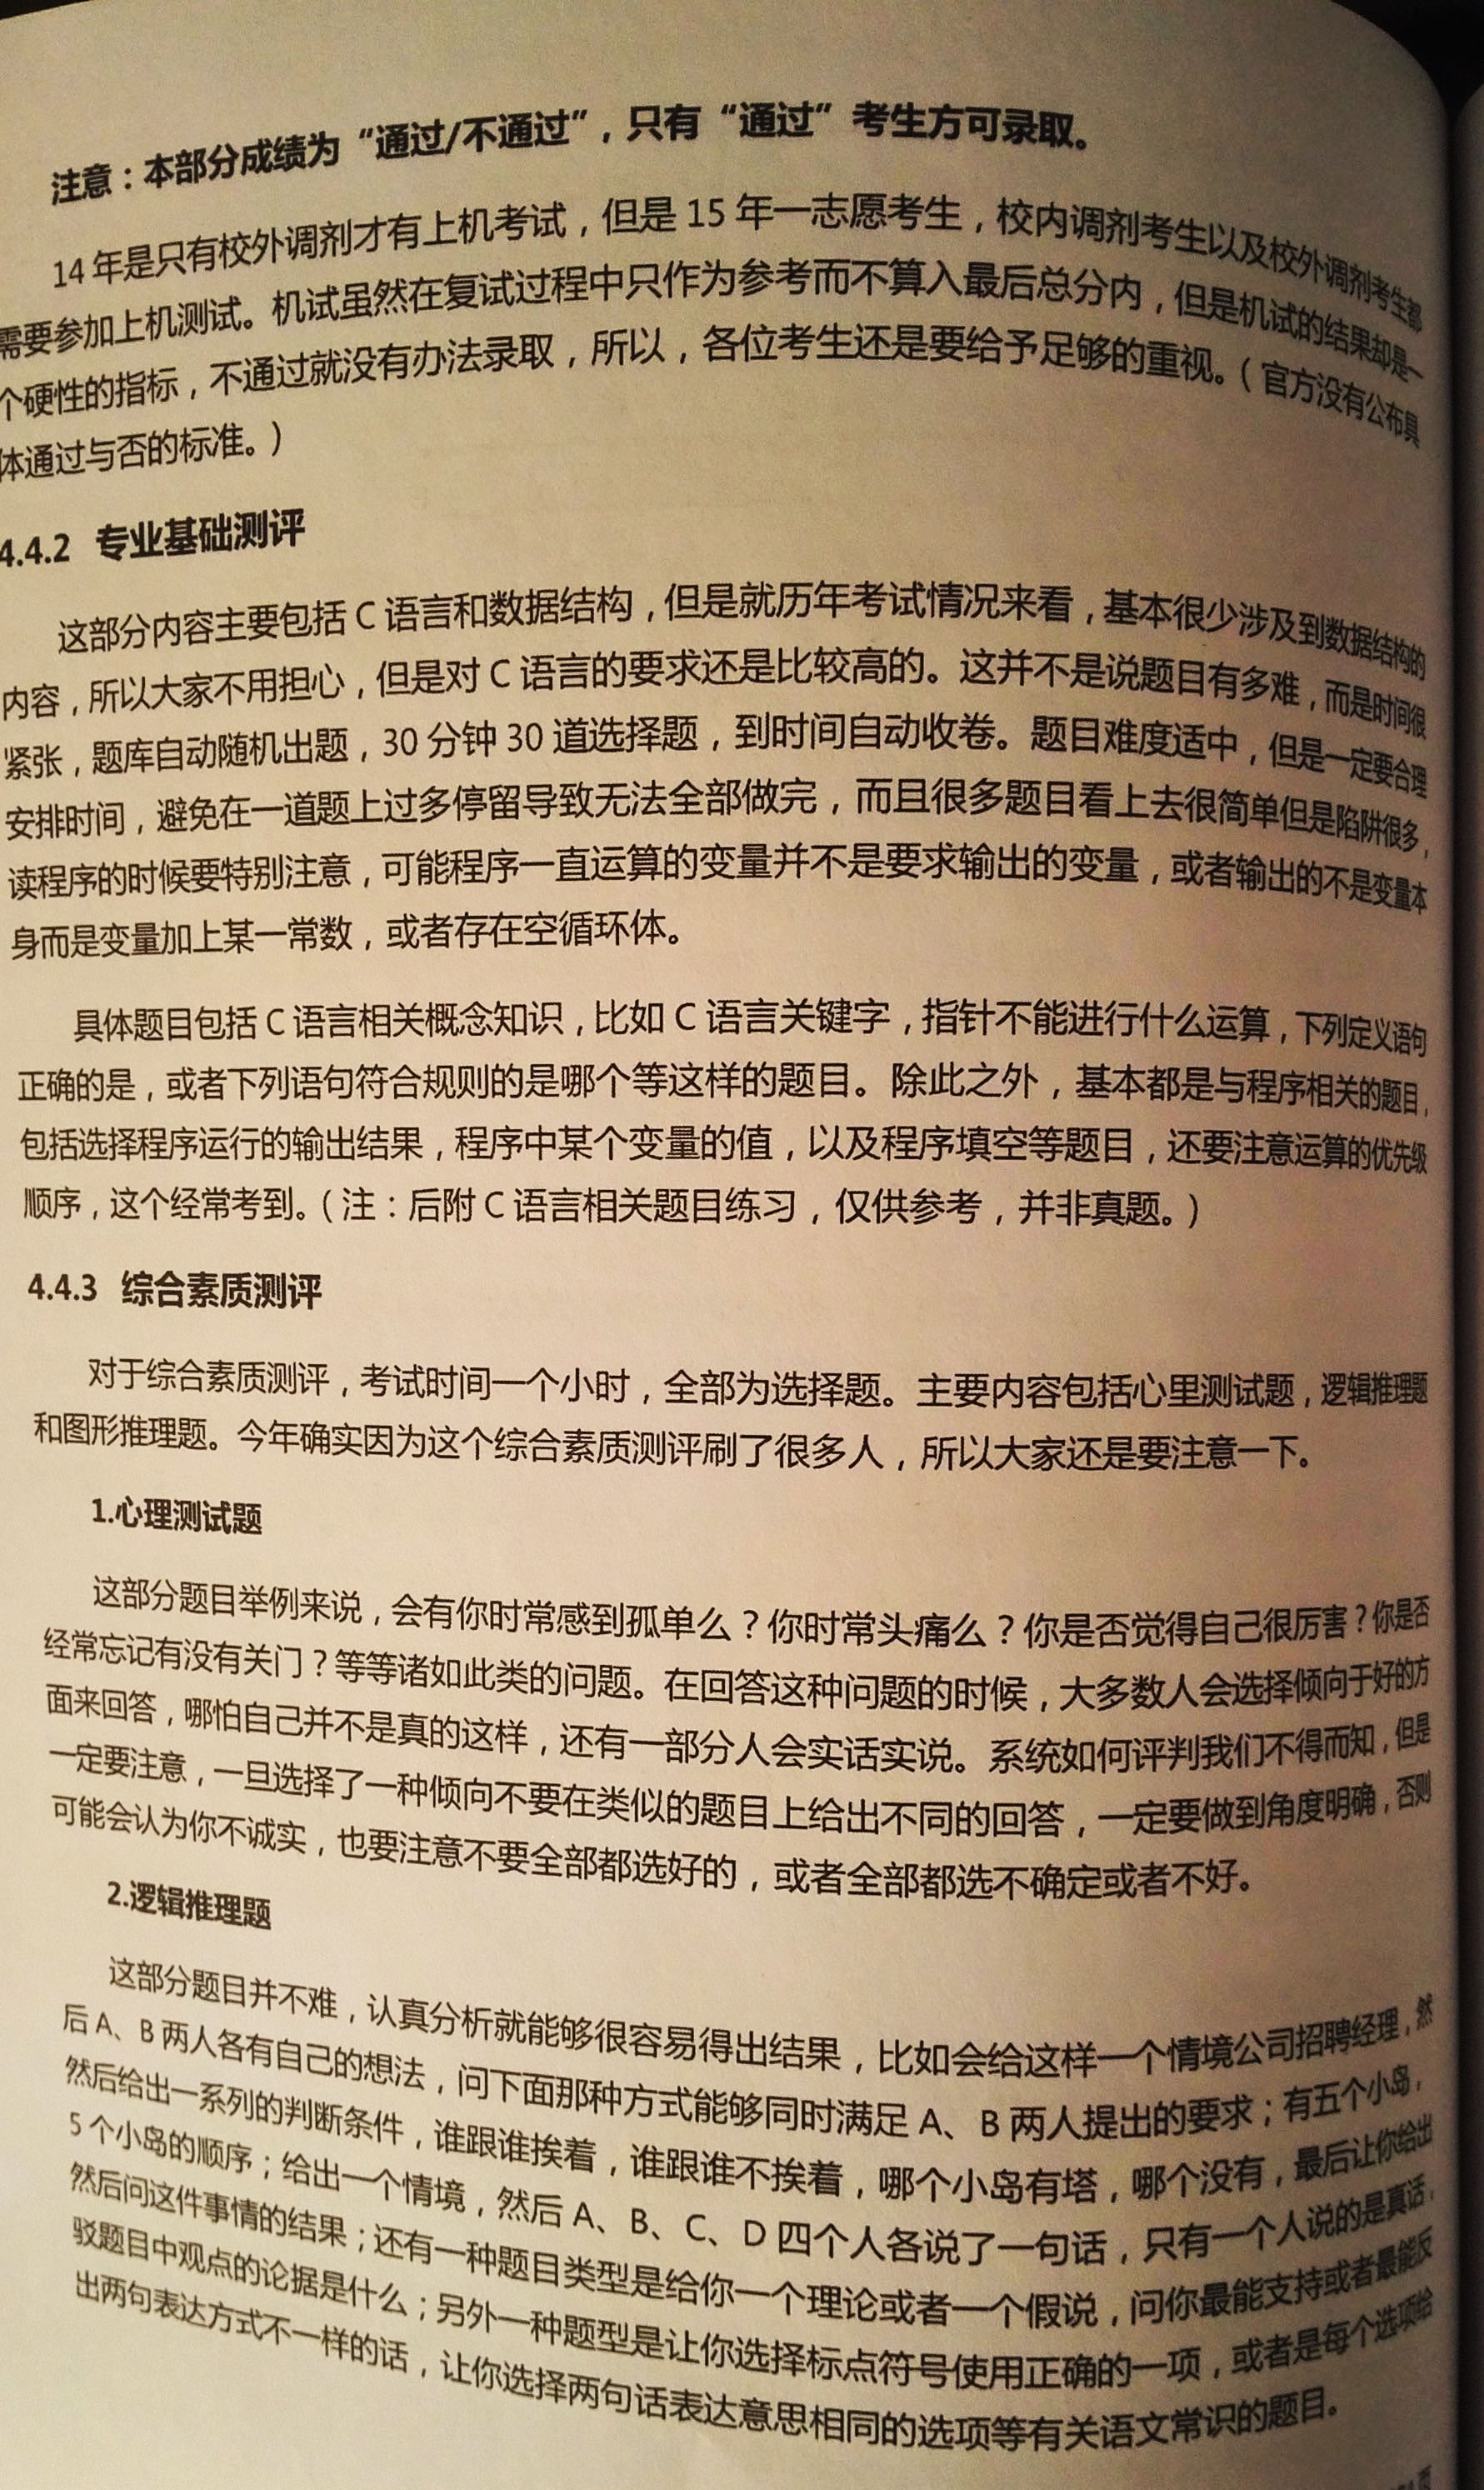 注意：本部分成绩为“通过/不通过”，只有“通过”考生方可录取。
14年是只有校外调剂才有上机考试，但是15年一志愿考生，校内调剂考生以及校外调剂考生都
需要参加上机测试。机试虽然在复试过程中只作为参考而不算入最后总分内，但是机试的结果却是一
个硬性的指标，不通过就没有办法录取，所以，各位考生还是要给予足够的重视。（官方没有公布具
体通过与否的标准。）
4.4.2 专业基础测评
这部分内容主要包括C语言和数据结构，但是就历年考试情况来看，基本很少涉及到数据结构的
内容，所以大家不用担心，但是对C语言的要求还是比较高的。这并不是说题目有多难，而是时间很
紧张，题库自动随机出题，30分钟30道选择题，到时间自动收卷。题目难度适中，但是一定要合理
安排时间，避免在一道题上过多停留导致无法全部做完，而且很多题目看上去很简单但是陷阱很多，
读程序的时候要特别注意，可能程序一直运算的变量并不是要求输出的变量，或者输出的不是变量本
身而是变量加上某一常数，或者存在空循环体。
具体题目包括C语言相关概念知识，比如C语言关键字，指针不能进行什么运算，下列定义语句
正确的是，或者下列语句符合规则的是哪个等这样的题目。除此之外，基本都是与程序相关的题目，
包括选择程序运行的输出结果，程序中某个变量的值，以及程序填空等题目，还要注意运算的优先级
顺序，这个经常考到。（注：后附C语言相关题目练习，仅供参考，并非真题。）
4.4.3 综合素质测评
对于综合素质测评，考试时间一个小时，全部为选择题。主要内容包括心里测试题，逻辑推理题
和图形推理题。今年确实因为这个综合素质测评刷了很多人，所以大家还是要注意一下。
1.心理测试题
这部分题目举例来说，会有你时常感到孤单么？你时常头痛么？你是否觉得自己很厉害？你是否
经常忘记有没有关门？等等诸如此类的问题。在回答这种问题的时候，大多数人会选择倾向于好的方
面来回答，哪怕自己并不是真的这样，还有一部分人会实话实说。系统如何评判我们不得而知，但是
一定要注意，一旦选择了一种倾向不要在类似的题目上给出不同的回答，一定要做到角度明确，否则
可能会认为你不诚实，也要注意不要全部都选好的，或者全部都选不确定或者不好。
2.逻辑推理题
这部分题目并不难，认真分析就能够很容易得出结果，比如会给这样一个情境公司招聘经理，然
后A、B两人各有自己的想法，问下面那种方式能够同时满足A、B两人提出的要求；有五个小岛，
然后给出一系列的判断条件，谁跟谁挨着，谁跟谁不挨着，哪个小岛有塔，哪个没有，最后让你给出
5个小岛的顺序；给出一个情境，然后A、B、C、D四个人各说了一句话，只有一个人说的是真话，
然后问这件事情的结果；还有一种题目类型是给你一个理论或者一个假说，问你最能支持或者最能反
驳题目中观点的论据是什么；另外一种题型是让你选择标点符号使用正确的一项，或者是每个选项给
出两句表达方式不一样的话，让你选择两句话表达意思相同的选项等有关语文常识的题目。